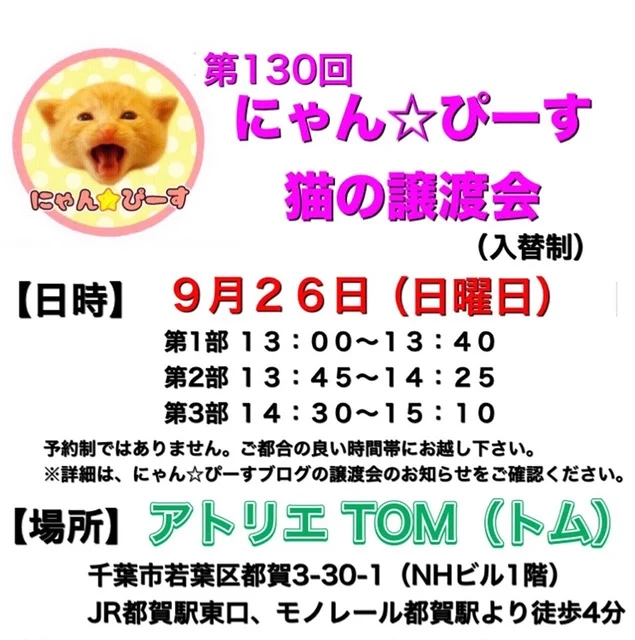 第130回
にゃん☆ぴーす
にゃん☆ぴーす
猫の譲渡会
（入替制）
【日時】 ９月２６日（日曜日）
第1部 １３：００～１３：４０
第2部 １３：４５～１４：２５
第3部 １４：３０～１５：１０
予約制ではありません。ご都合の良い時間帯にお越し下さい。
※詳細は、にゃん☆ぴーすブログの譲渡会のお知らせをご確認ください。
【場所】 アトリエ TOM（トム）
千葉市若葉区都賀3-30-1（NHビル1階）
JR都賀駅東口、モノレール都賀駅より徒歩4分